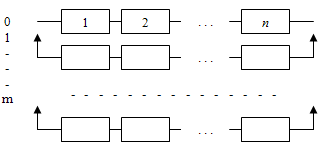 0 1 2 . . . n
1
-
-
- . . .
-
- - - - - - - - - - - - - - -
m
. . .